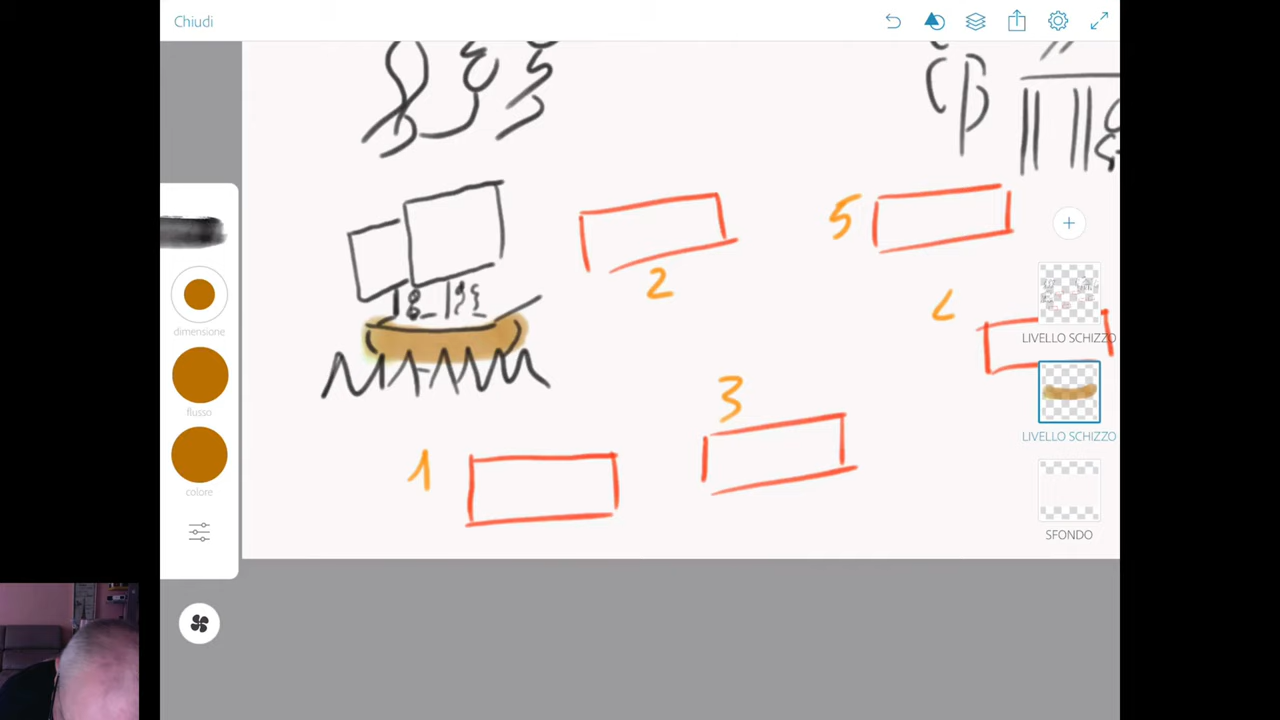 Chiudi
dimensione
flusso
colore
2
5
4
3
1
LIVELLO SCHIZZO
LIVELLO SCHIZZO
SFONDO